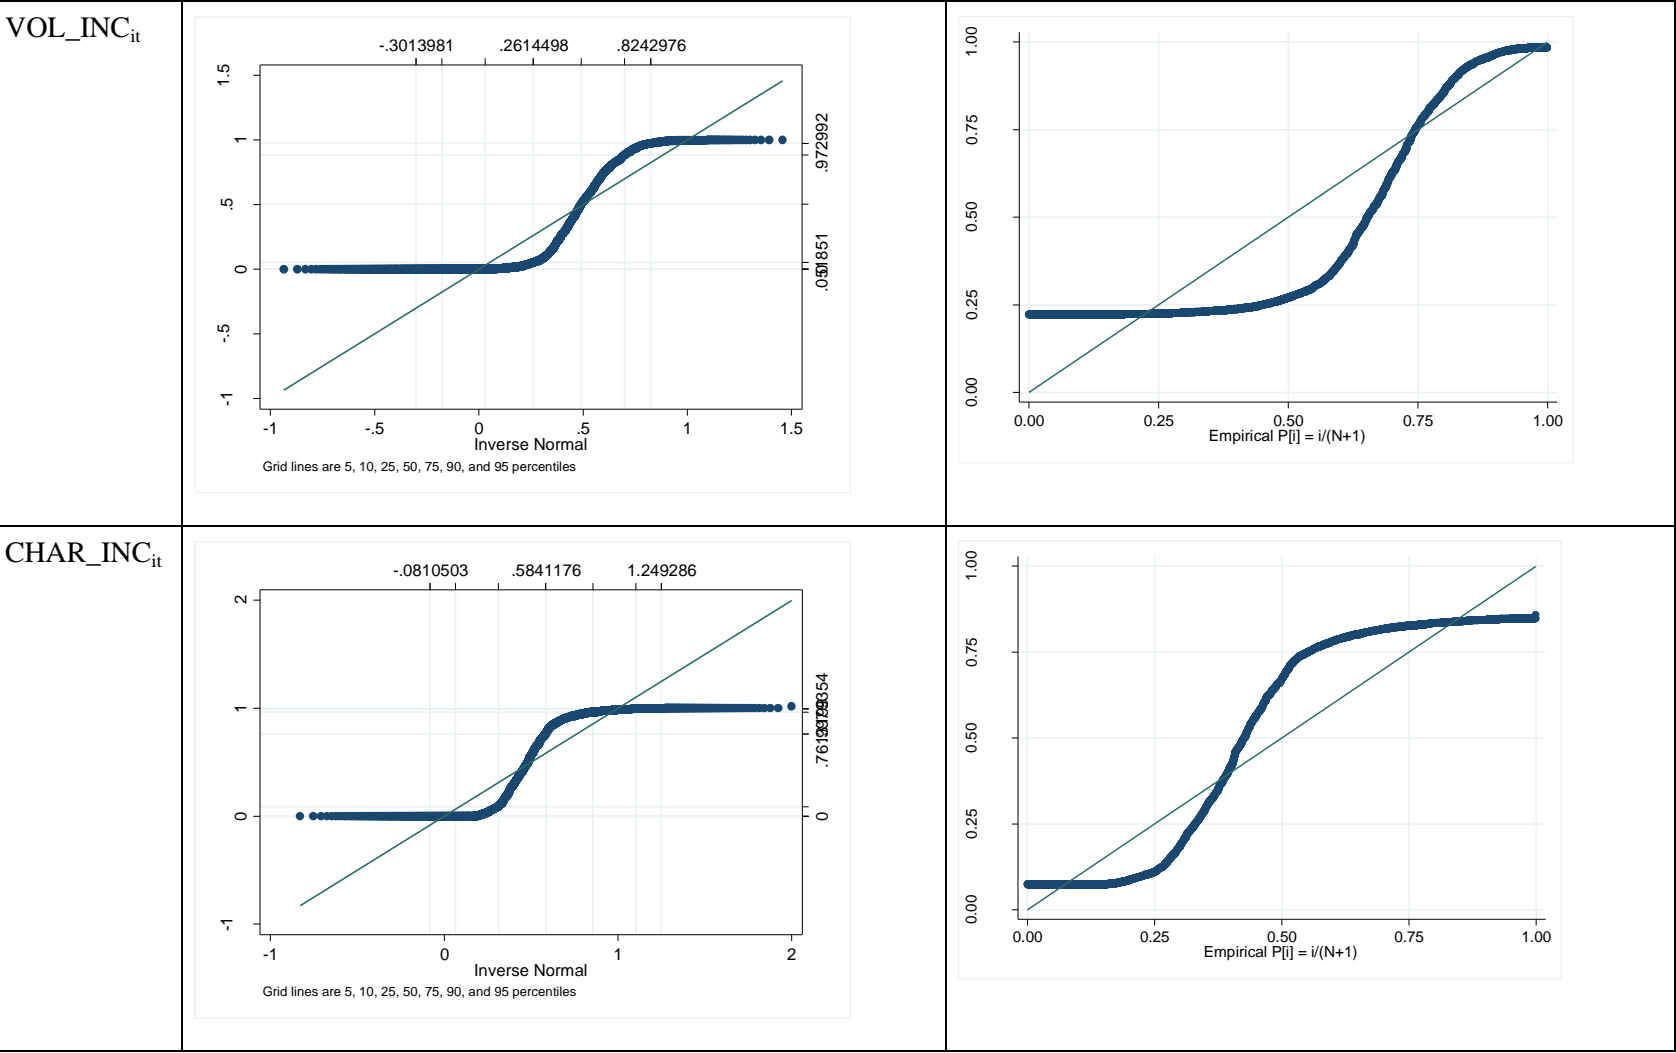 VOL_INCit
-.3013981 .2614498 .8242976
1.5
1
.5
0
-.5
-1
.972992
-1 -.5 0 .5 1 1.5
Inverse Normal
Grid lines are 5, 10, 25, 50, 75, 90, and 95 percentiles
1.00
0.75
0.50
0.25
0.00
0.00 0.25 0.50 0.75 1.00
Empirical P[i] = i/(N+1)
CHAR_INCit
-.0810503 .5841176 1.249286
2
1
0
-1
0
-1 0 1 2
Inverse Normal
Grid lines are 5, 10, 25, 50, 75, 90, and 95 percentiles
1.00
0.75
0.50
0.25
0.00
0.00 0.25 0.50 0.75 1.00
Empirical P[i] = i/(N+1)